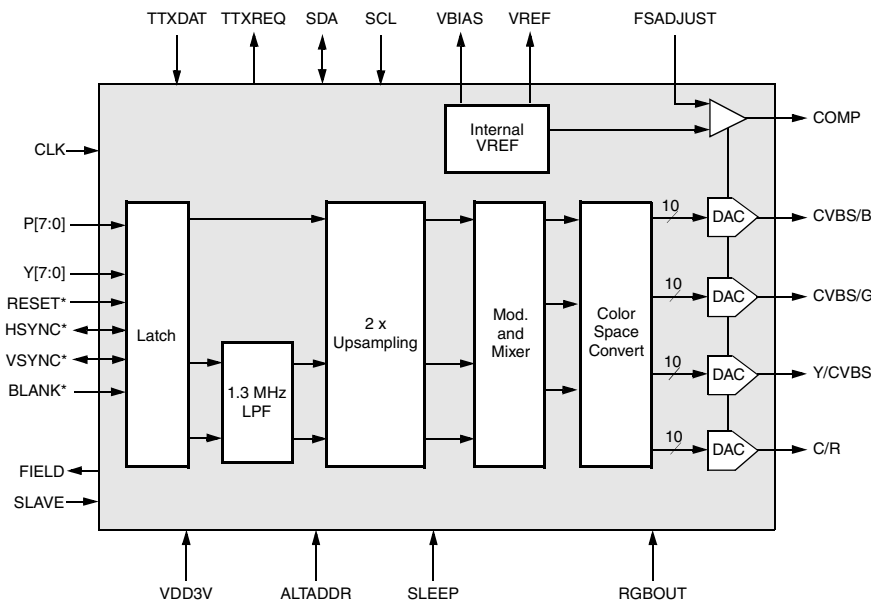 TTXDAT TTXREQ SDA SCL VBIAS VREF FSADJUST
Internal
VREF
COMP
CLK
P[7:0]
Y[7:0]
RESET*
HSYNC*
VSYNC*
BLANK*
FIELD
SLAVE
Latch
1.3 MHz
LPF
2 x
Upsampling
Mod.
and
Mixer
Color
Space
Convert
10 DAC CVBS/B
10 DAC CVBS/G
10 DAC Y/CVBS
10 DAC C/R
VDD3V ALTADDR SLEEP RGBOUT